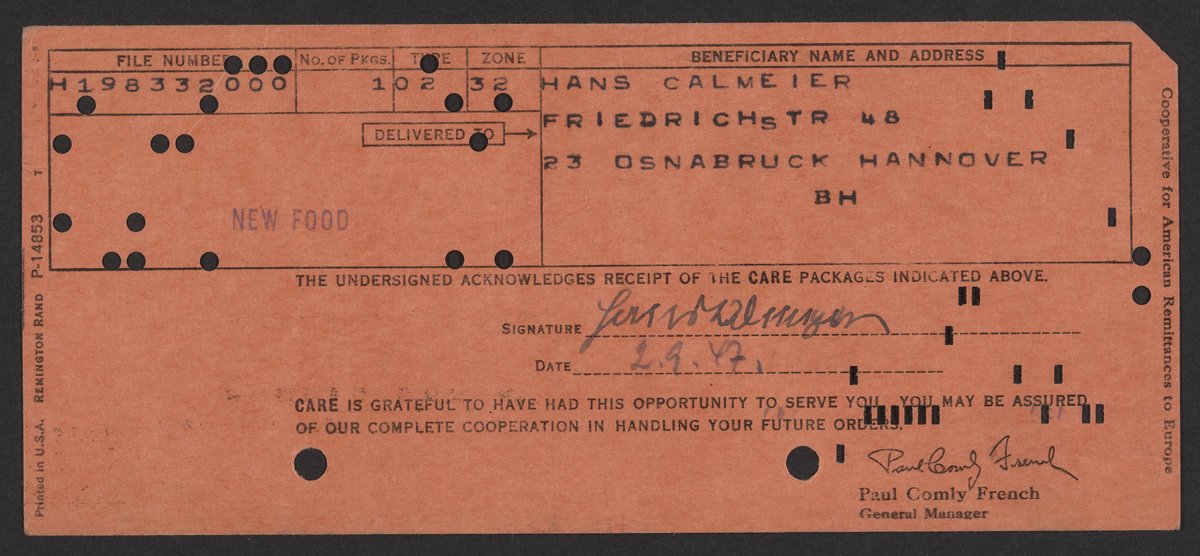 FILE NUMBER No. OF PKGS. TYPE ZONE BENEFICIARY NAME AND ADDRESS
H198332000 1 02 32 HANS CALMEIER
FRIEDRICHSTR 48
DELIVERED TO
23 OSNABRUCK HANNOVER
BH
NEW FOOD
THE UNDERSIGNED ACKNOWLEDGES RECEIPT OF THE CARE PACKAGES INDICATED ABOVE.
SIGNATURE
DATE 2.9.47.
CARE IS GRATEFUL TO HAVE HAD THIS OPPORTUNITY TO SERVE YOU. YOU MAY BE ASSURED
OF OUR COMPLETE COOPERATION IN HANDLING YOUR FUTURE ORDERS.
Paul Comly French
Paul Comly French
General Manager
Printed in U.S.A. REMINGTON RAND P-14853 T
Cooperative for American Remittances to Europe